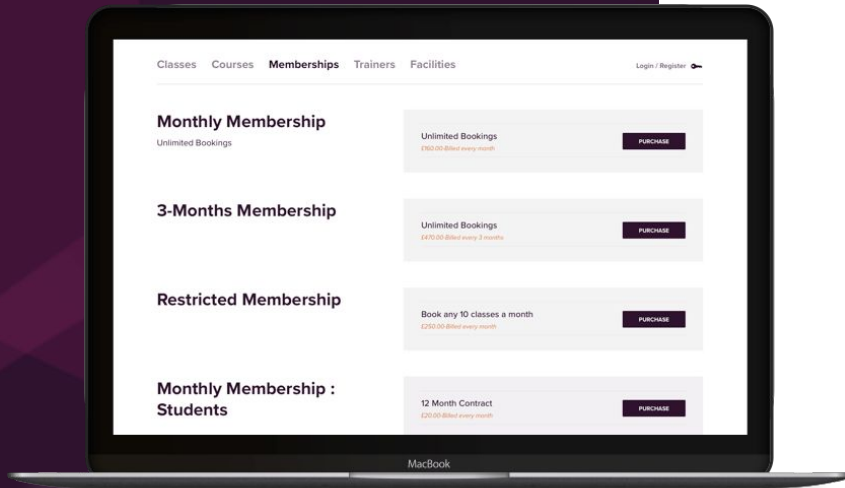 Classes Courses Memberships Trainers Facilities Login / Register
Monthly Membership
Unlimited Bookings
Unlimited Bookings
£160.00-Billed every month
PURCHASE
3-Months Membership
Unlimited Bookings
£470.00-Billed every 3 months
PURCHASE
Restricted Membership
Book any 10 classes a month
£250.00-Billed every month
PURCHASE
Monthly Membership :
Students
12 Month Contract
£20.00-Billed every month
PURCHASE
MacBook